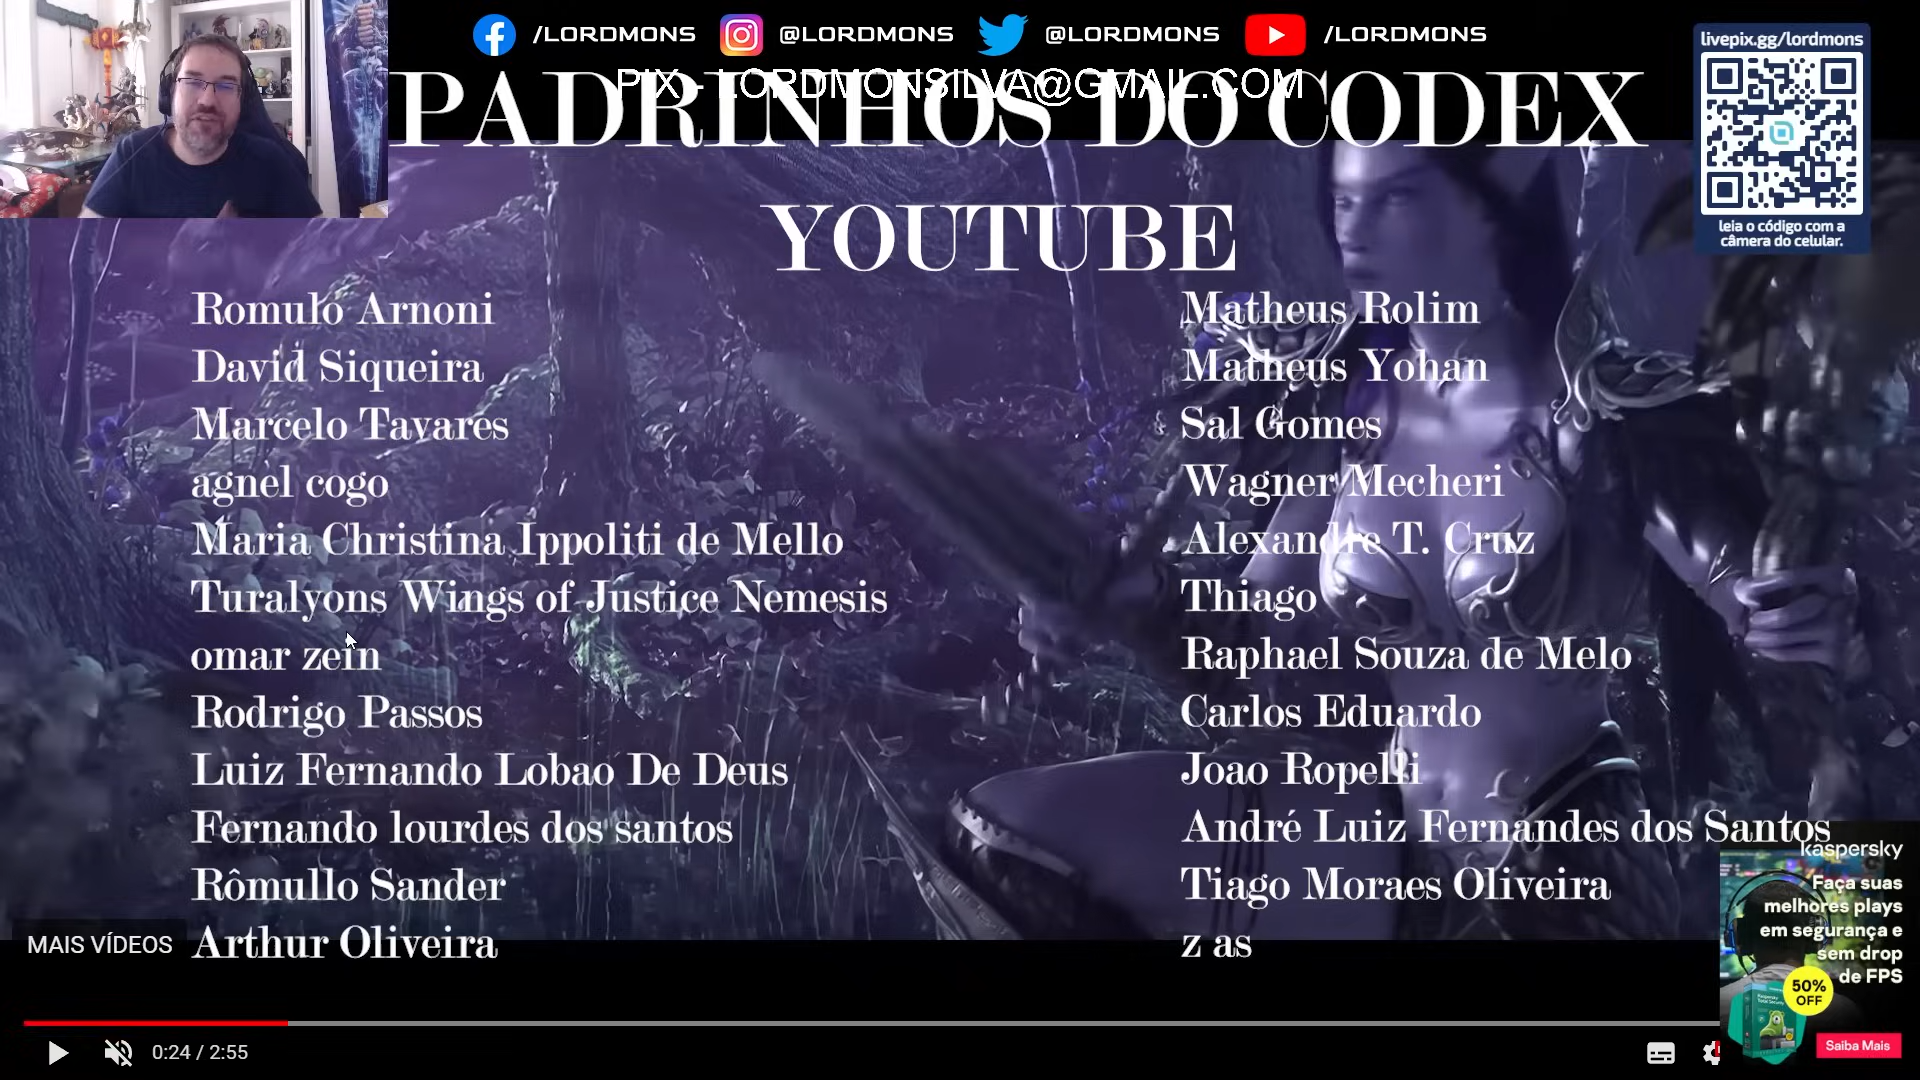 /LORDMONS @LORDMONS @LORDMONS /LORDMONS
livepix.gg/lordmons
PIX - LORDMONSILVA@GMAIL.COM
PADRINHOS DO CODEX
YOUTUBE
leia o código com a
câmera do celular.
Romulo Arnoni
David Siqueira
Marcelo Tavares
agnel cogo
Maria Christina Ippoliti de Mello
Turalyons Wings of Justice Nemesis
omar zein
Rodrigo Passos
Luiz Fernando Lobao De Deus
Fernando lourdes dos santos
Rômullo Sander
Arthur Oliveira
Matheus Rolim
Matheus Yohan
Sal Gomes
Wagner Mecheri
Alexandre T. Cruz
Thiago
Raphael Souza de Melo
Carlos Eduardo
Joao Ropelli
André Luiz Fernandes dos Santos
Tiago Moraes Oliveira
z as
kaspersky
Faça suas
melhores plays
em segurança e
sem drop
de FPS
50%
OFF
Saiba Mais
MAIS VÍDEOS
0:24 / 2:55